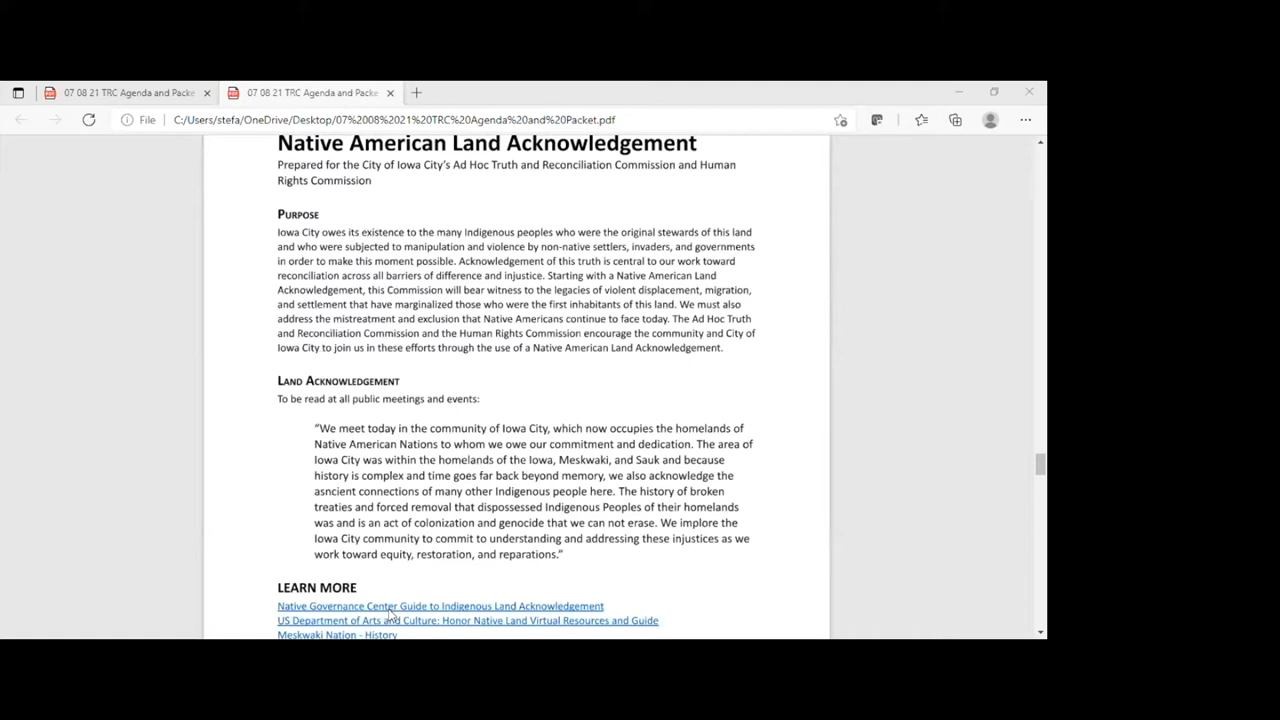 07 08 21 TRC Agenda and Packe
07 08 21 TRC Agenda and Packe
File
C:/Users/stefa/OneDrive/Desktop/07%2008%2021%20TRC%20Agenda%20and%20Packet.pdf
Native American Land Acknowledgement
Prepared for the City of Iowa City's Ad Hoc Truth and Reconciliation Commission and Human
Rights Commission
PURPOSE
Iowa City owes its existence to the many Indigenous peoples who were the original stewards of this land
and who were subjected to manipulation and violence by non-native settlers, invaders, and governments
in order to make this moment possible. Acknowledgement of this truth is central to our work toward
reconciliation across all barriers of difference and injustice. Starting with a Native American Land
Acknowledgement, this Commission will bear witness to the legacies of violent displacement, migration,
and settlement that have marginalized those who were the first inhabitants of this land. We must also
address the mistreatment and exclusion that Native Americans continue to face today. The Ad Hoc Truth
and Reconciliation Commission and the Human Rights Commission encourage the community and City of
Iowa City to join us in these efforts through the use of a Native American Land Acknowledgement.
LAND ACKNOWLEDGEMENT
To be read at all public meetings and events:
“We meet today in the community of Iowa City, which now occupies the homelands of
Native American Nations to whom we owe our commitment and dedication. The area of
Iowa City was within the homelands of the Iowa, Meskwaki, and Sauk and because
history is complex and time goes far back beyond memory, we also acknowledge the
asncient connections of many other Indigenous people here. The history of broken
treaties and forced removal that dispossessed Indigenous Peoples of their homelands
was and is an act of colonization and genocide that we can not erase. We implore the
Iowa City community to commit to understanding and addressing these injustices as we
work toward equity, restoration, and reparations.”
LEARN MORE
Native Governance Center Guide to Indigenous Land Acknowledgement
US Department of Arts and Culture: Honor Native Land Virtual Resources and Guide
Meskwaki Nation - History